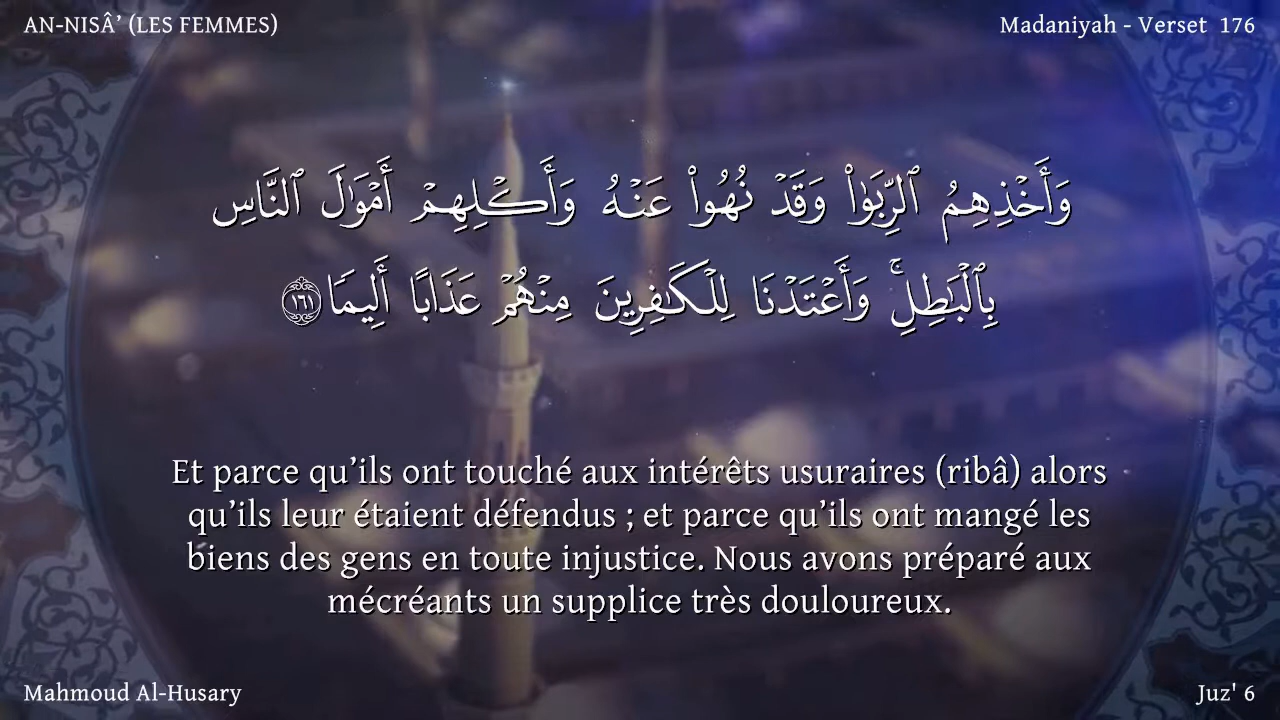 AN-NISÂ’ (LES FEMMES)
Madaniyah - Verset 176
وَأَخْذِهِمُ ٱلرِّبَوٰا۟ وَقَدْ نُهُوا۟ عَنْهُ وَأَكْلِهِمْ أَمْوَٰلَ ٱلنَّاسِ
بِٱلْبَـٰطِلِ ۚ وَأَعْتَدْنَا لِلْكَـٰفِرِينَ مِنْهُمْ عَذَابًا أَلِيمًا ١٦١
Et parce qu’ils ont touché aux intérêts usuraires (ribâ) alors
qu’ils leur étaient défendus ; et parce qu’ils ont mangé les
biens des gens en toute injustice. Nous avons préparé aux
mécréants un supplice très douloureux.
Mahmoud Al-Husary
Juz' 6